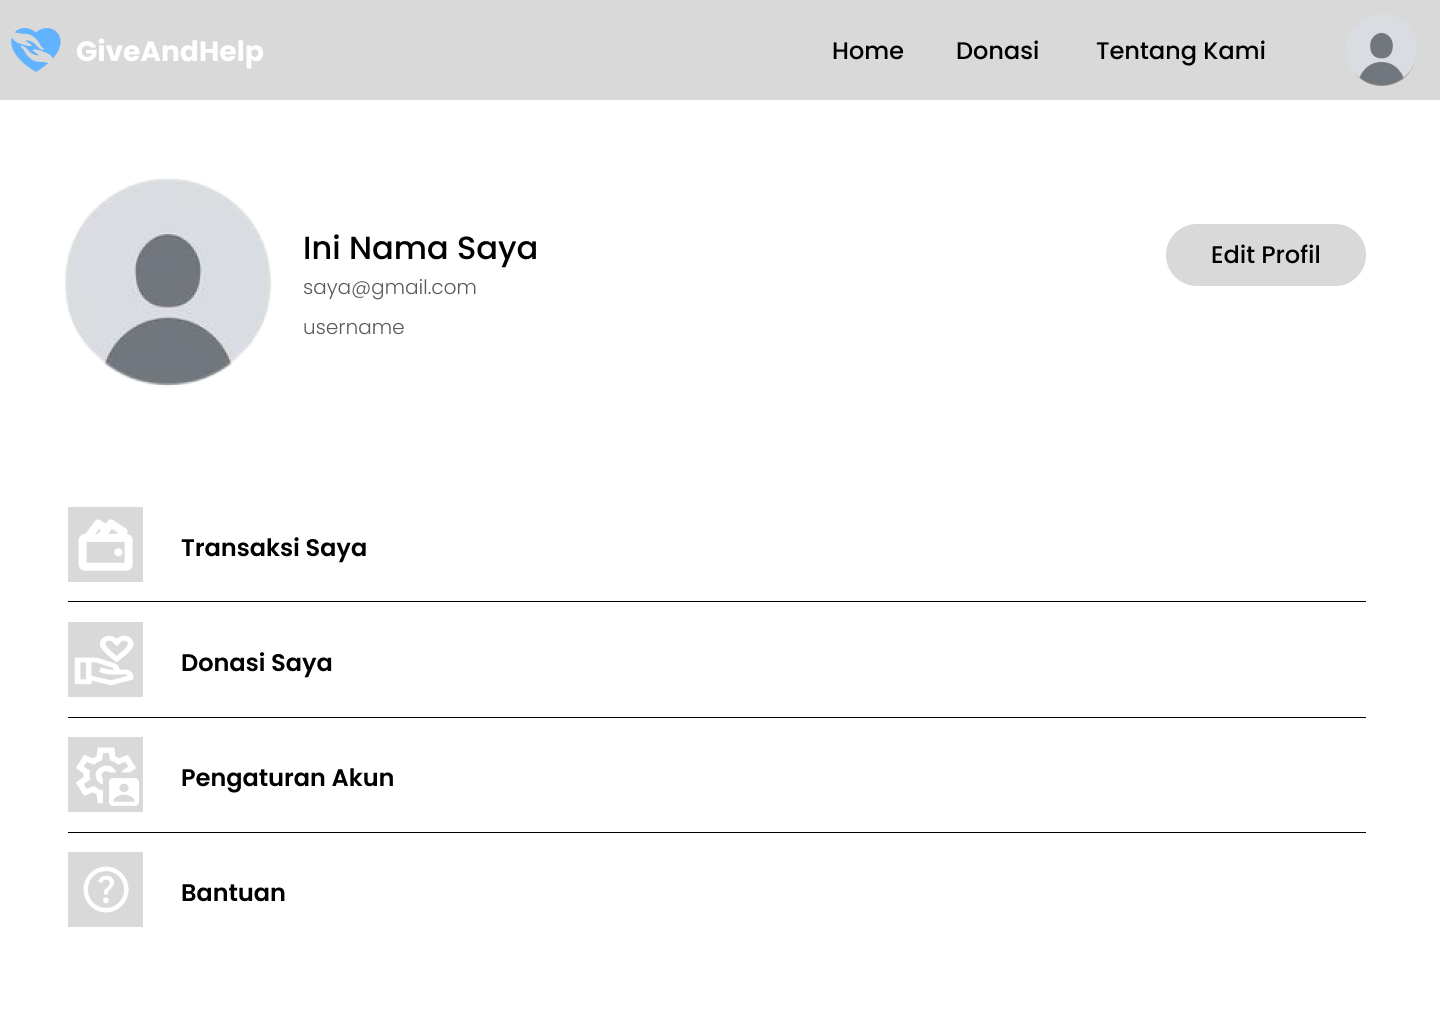 GiveAndHelp
Home
Donasi
Tentang Kami
Ini Nama Saya
saya@gmail.com
username
Edit Profil
Transaksi Saya
Donasi Saya
Pengaturan Akun
Bantuan